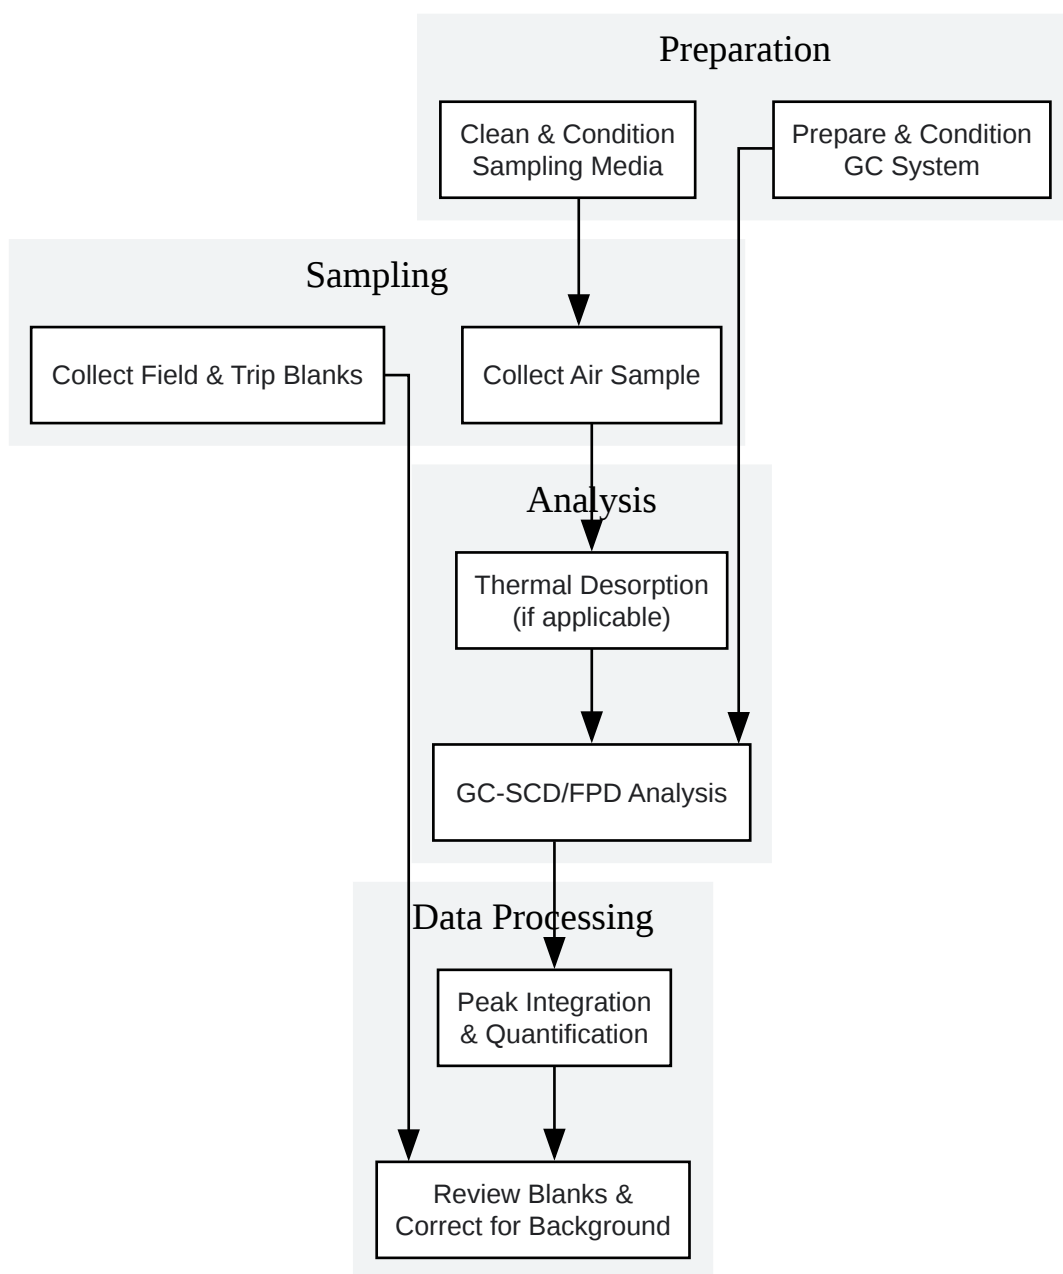 Preparation
Clean & Condition
Sampling Media
Prepare & Condition
GC System
Sampling
Collect Field & Trip Blanks
Collect Air Sample
Analysis
Thermal Desorption
(if applicable)
GC-SCD/FPD Analysis
Data Processing
Peak Integration
& Quantification
Review Blanks &
Correct for Background